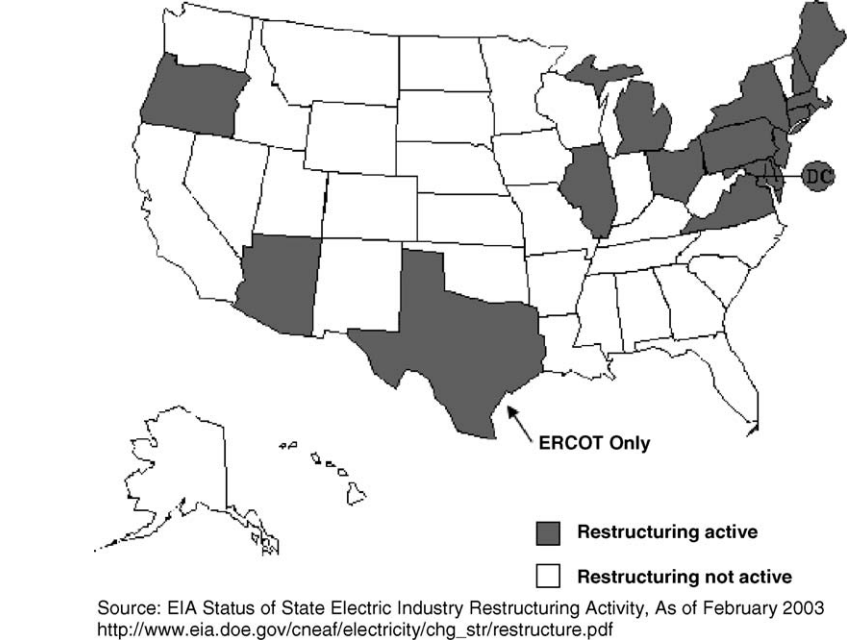 DC
ERCOT Only
Restructuring active
Restructuring not active
Source: EIA Status of State Electric Industry Restructuring Activity, As of February 2003
http://www.eia.doe.gov/cneaf/electricity/chg_str/restructure.pdf